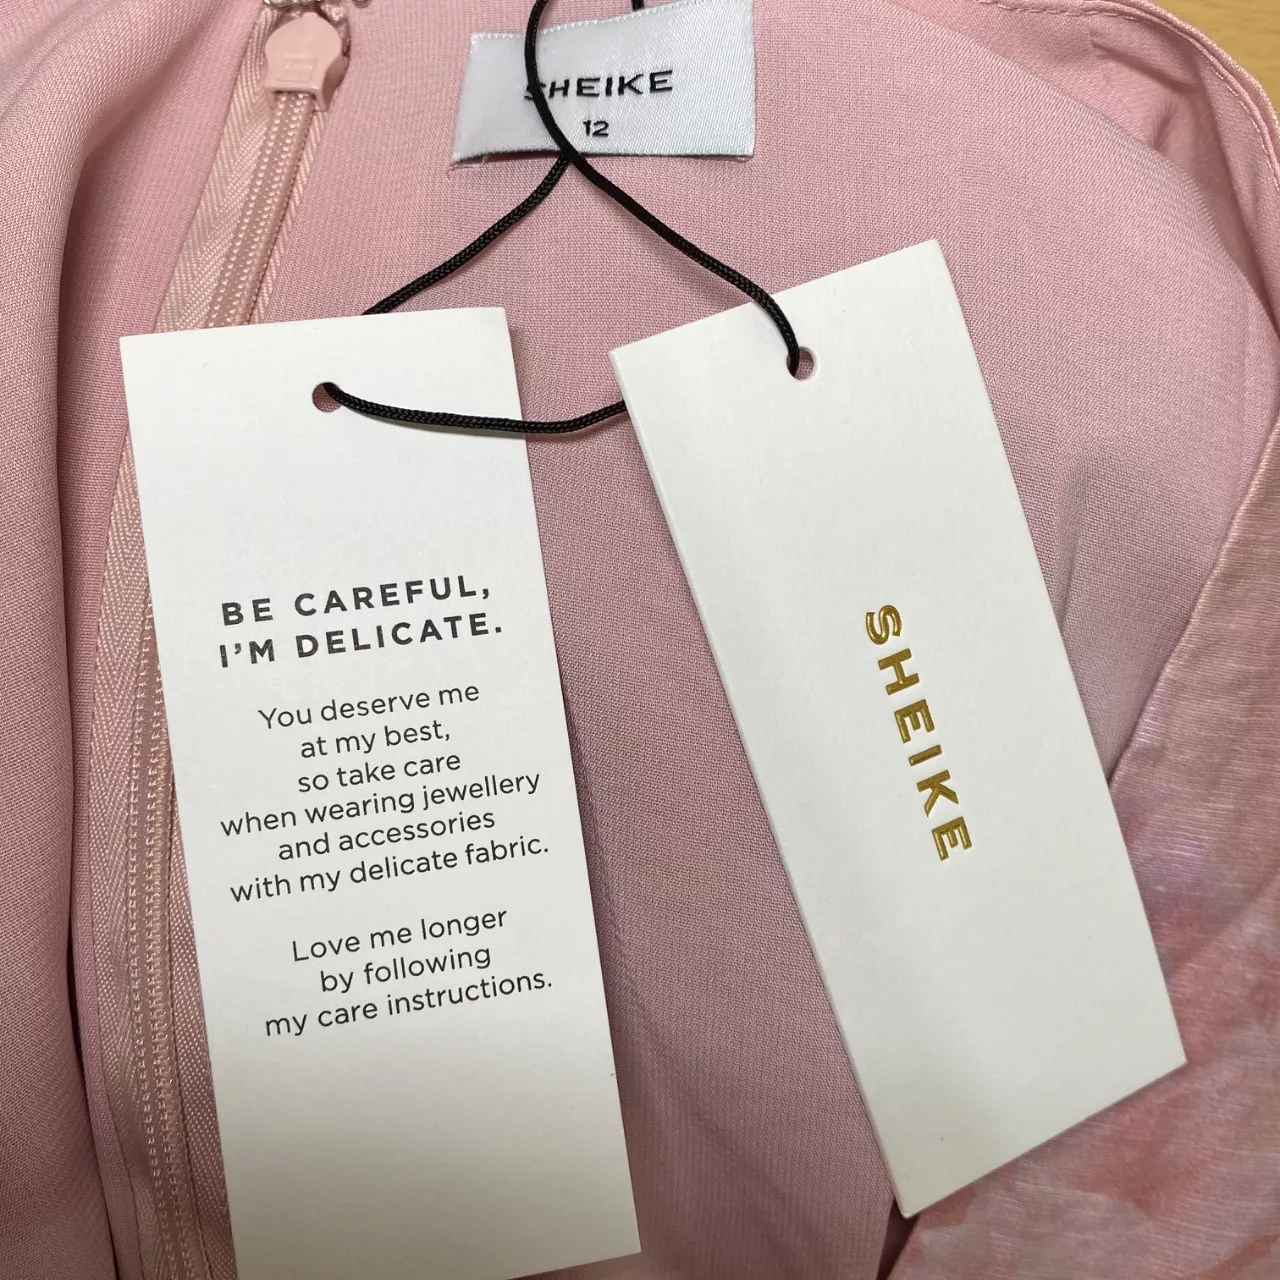 SHEIKE
12
BE CAREFUL,
I'M DELICATE.
You deserve me
at my best,
so take care
when wearing jewellery
and accessories
with my delicate fabric.
Love me longer
by following
my care instructions.
SHEIKE